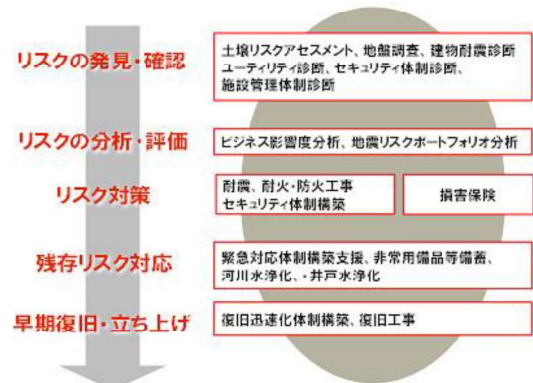 リスクの発見・確認
土壌リスクアセスメント、地盤調査、建物耐震診断
ユーティリティ診断、セキュリティ体制診断、
施設管理体制診断
リスクの分析・評価
ビジネス影響度分析、地震リスクポートフォリオ分析
リスク対策
耐震、耐火・防火工事
セキュリティ体制構築
損害保険
残存リスク対応
緊急対応体制構築支援、非常用備品等備蓄、
河川水浄化、・井戸水浄化
早期復旧・立ち上げ
復旧迅速化体制構築、復旧工事